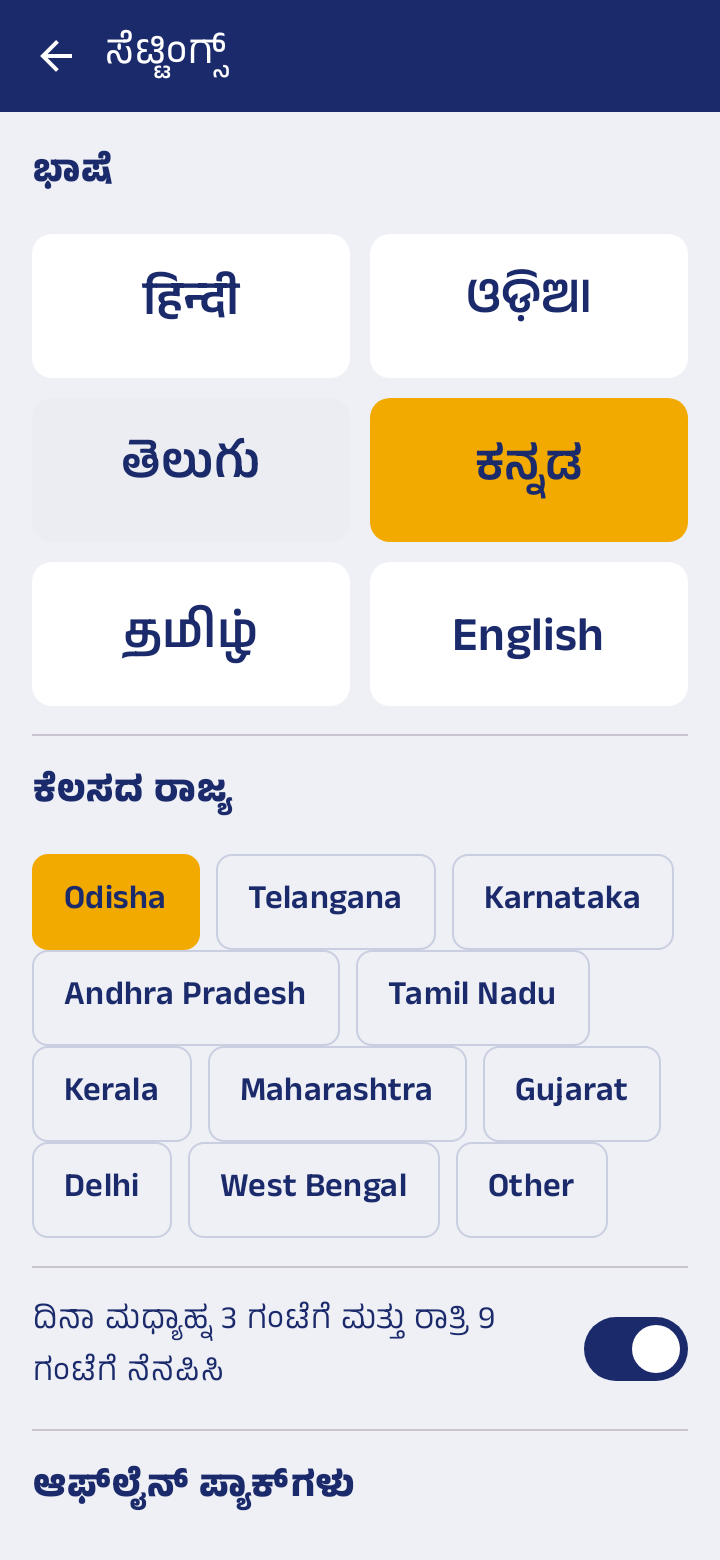 ಸೆಟ್ಟಿಂಗ್ಸ್
ಭಾಷೆ
हिन्दी ଓଡ଼ିଆ
తెలుగు ಕನ್ನಡ
தமிழ் English
ಕೆಲಸದ ರಾಜ್ಯ
Odisha Telangana Karnataka
Andhra Pradesh Tamil Nadu
Kerala Maharashtra Gujarat
Delhi West Bengal Other
ದಿನಾ ಮಧ್ಯಾಹ್ನ 3 ಗಂಟೆಗೆ ಮತ್ತು ರಾತ್ರಿ 9
ಗಂಟೆಗೆ ನೆನಪಿಸಿ
ಆಫ್‌ಲೈನ್ ಪ್ಯಾಕ್‌ಗಳು